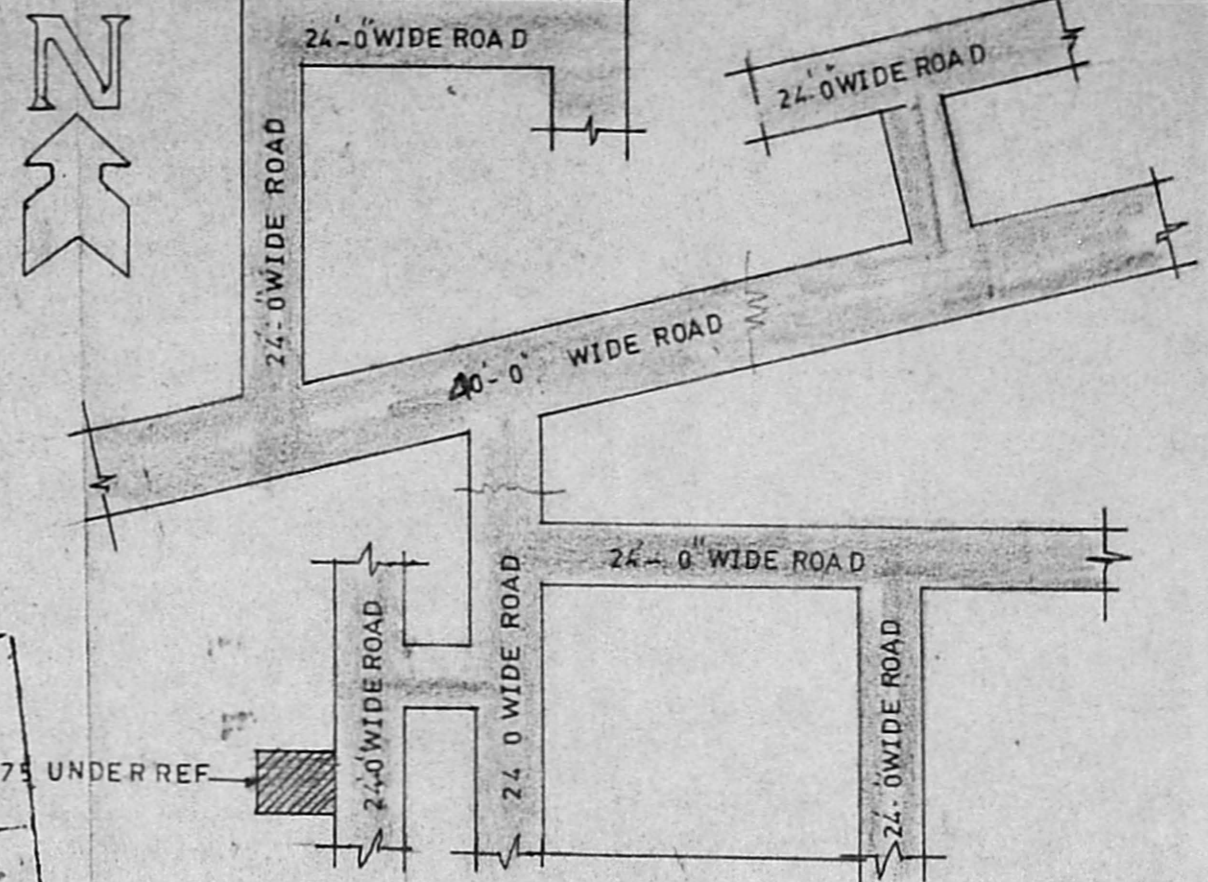 N
24'-0" WIDE ROAD
24'-0" WIDE ROAD
24'-0" WIDE ROAD
40'-0" WIDE ROAD
24'-0" WIDE ROAD
24'0" WIDE ROAD
24 0 WIDE ROAD
24'-0" WIDE ROAD
75 UNDER REF